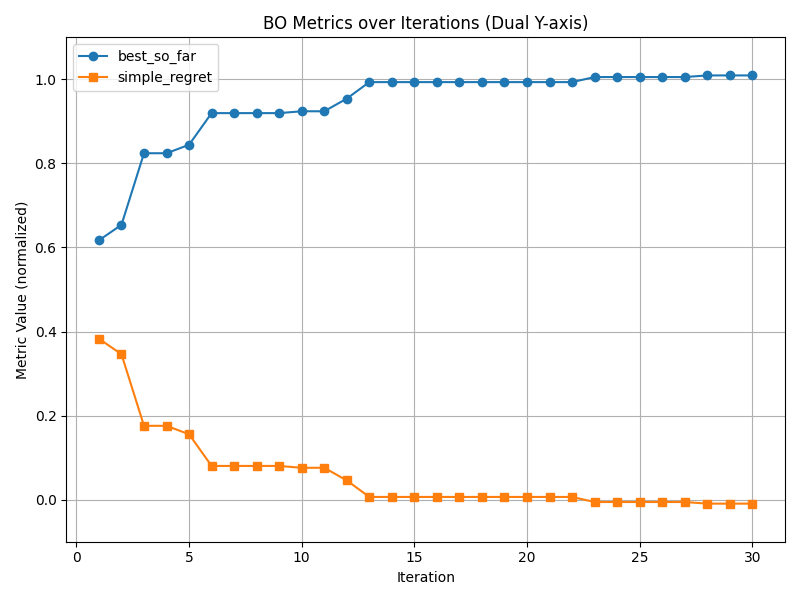 BO Metrics over Iterations (Dual Y-axis)
best_so_far
simple_regret
Metric Value (normalized)
1.0
0.8
0.6
0.4
0.2
0.0
0 5 10 15 20 25 30
Iteration